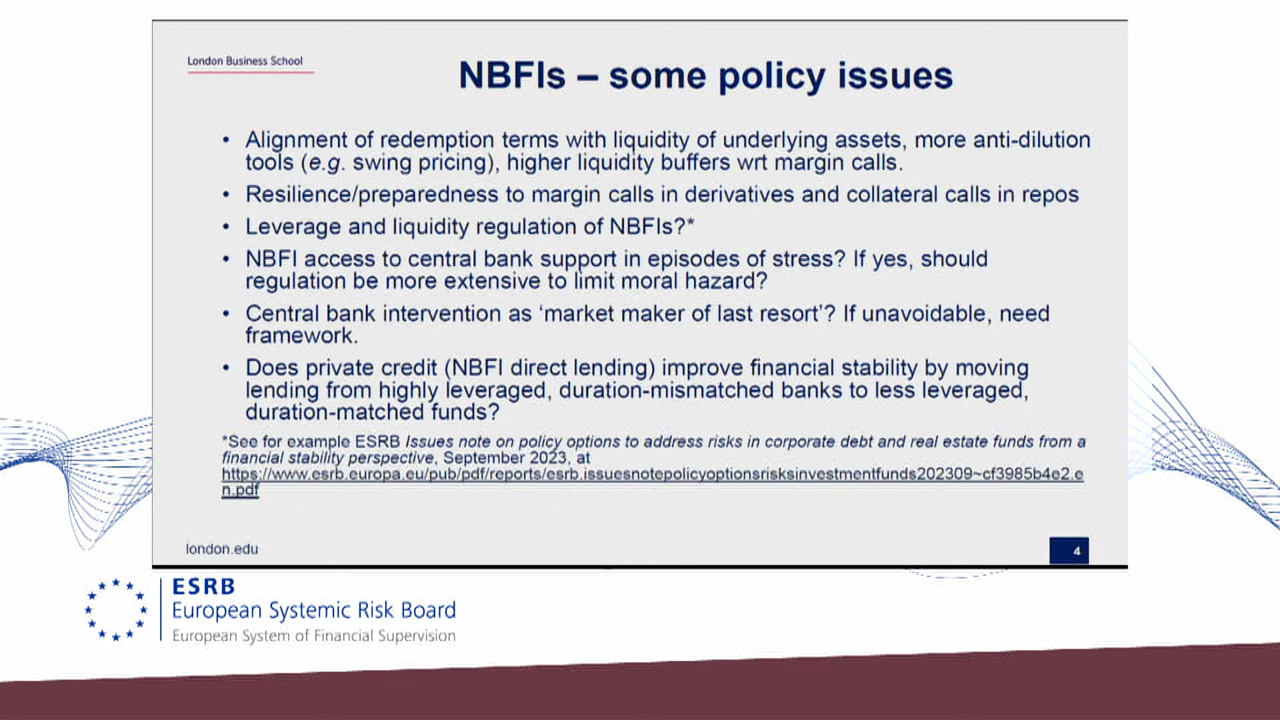 London Business School
NBFIs – some policy issues
• Alignment of redemption terms with liquidity of underlying assets, more anti-dilution
tools (e.g. swing pricing), higher liquidity buffers wrt margin calls.
• Resilience/preparedness to margin calls in derivatives and collateral calls in repos
• Leverage and liquidity regulation of NBFIs?*
• NBFI access to central bank support in episodes of stress? If yes, should
regulation be more extensive to limit moral hazard?
• Central bank intervention as ‘market maker of last resort’? If unavoidable, need
framework.
• Does private credit (NBFI direct lending) improve financial stability by moving
lending from highly leveraged, duration-mismatched banks to less leveraged,
duration-matched funds?
*See for example ESRB Issues note on policy options to address risks in corporate debt and real estate funds from a
financial stability perspective, September 2023, at
https://www.esrb.europa.eu/pub/pdf/reports/esrb.issuesnotepolicyoptionsrisksinvestmentfunds202309~cf3985b4e2.e
n.pdf
london.edu
4
ESRB
European Systemic Risk Board
European System of Financial Supervision